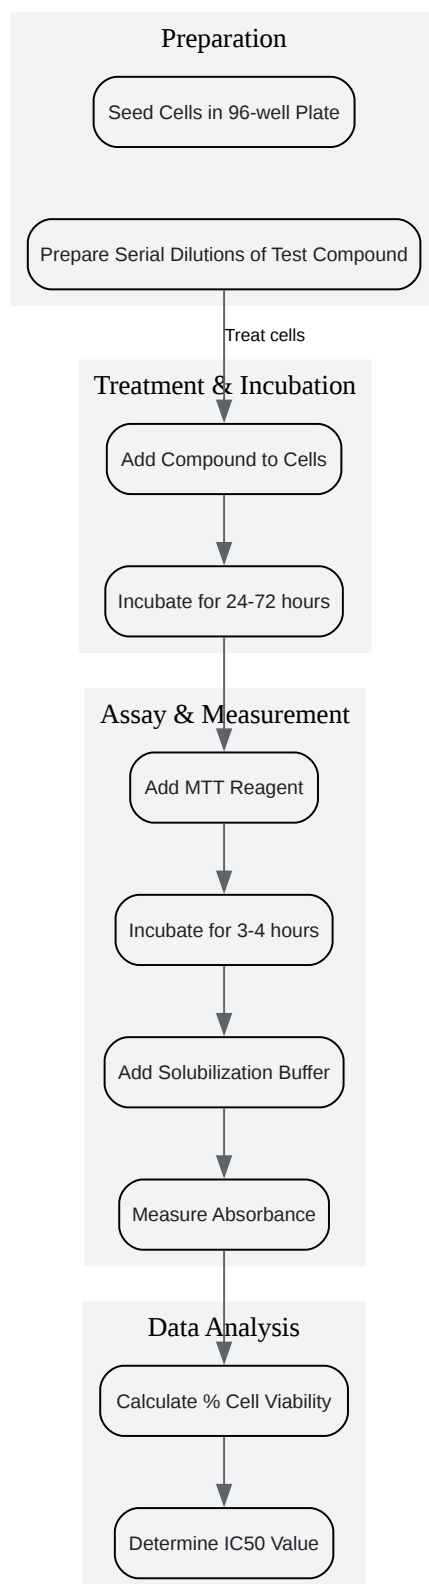 Preparation
Seed Cells in 96-well Plate
Prepare Serial Dilutions of Test Compound
Treat cells
Treatment & Incubation
Add Compound to Cells
Incubate for 24-72 hours
Assay & Measurement
Add MTT Reagent
Incubate for 3-4 hours
Add Solubilization Buffer
Measure Absorbance
Data Analysis
Calculate % Cell Viability
Determine IC50 Value